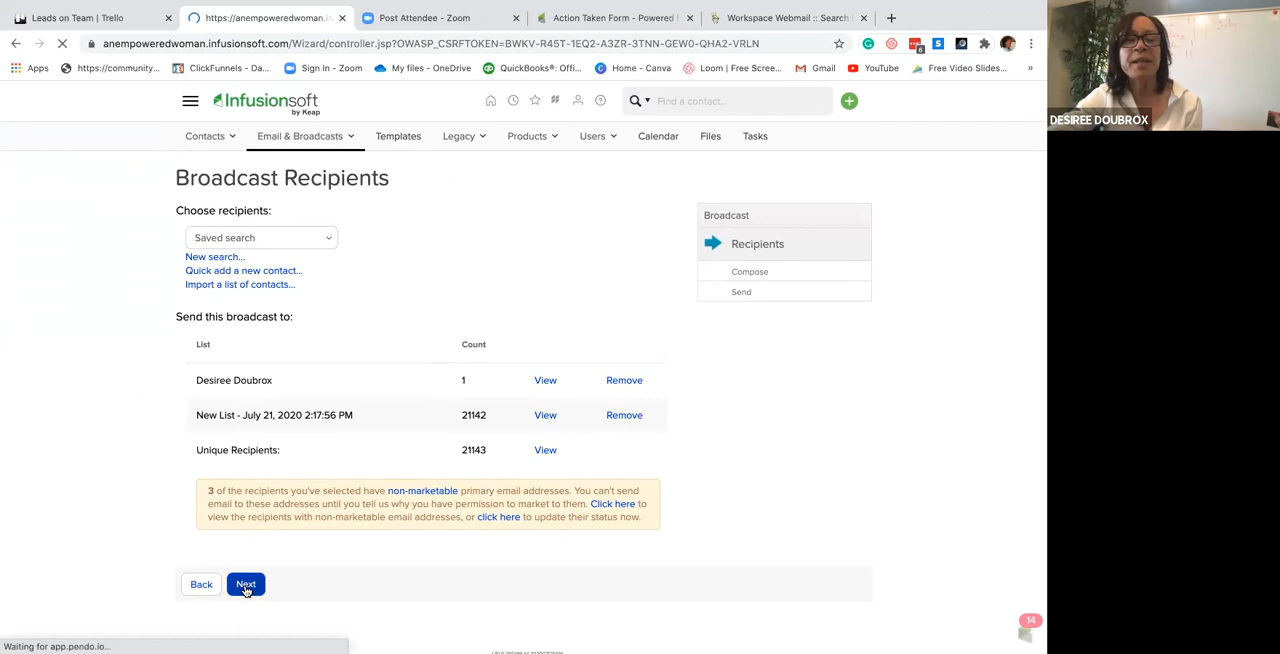 Leads on Team | Trello
https://anempoweredwoman.in
Post Attendee - Zoom
Action Taken Form - Powered
Workspace Webmail :: Search
anempoweredwoman.infusionsoft.com/Wizard/controller.jsp?OWASP_CSRFTOKEN=BWKV-R45T-1EQ2-A3ZR-3TNN-GEW0-QHA2-VRLN
6
Apps
https://community...
ClickFunnels - Da...
Sign In - Zoom
My files - OneDrive
QuickBooks®: Offi...
Home - Canva
Loom | Free Scree...
Gmail
YouTube
Free Video Slides...
»
DESIREE DOUBROX
Infusionsoft
by Keap
Find a contact...
Contacts
Email & Broadcasts
Templates
Legacy
Products
Users
Calendar
Files
Tasks
Broadcast Recipients
Choose recipients:
Saved search
New search...
Quick add a new contact...
Import a list of contacts...
Broadcast
Recipients
Compose
Send
Send this broadcast to:
List Count
Desiree Doubrox 1 View Remove
New List - July 21, 2020 2:17:56 PM 21142 View Remove
Unique Recipients: 21143 View
3 of the recipients you've selected have non-marketable primary email addresses. You can't send
email to these addresses until you tell us why you have permission to market to them. Click here to
view the recipients with non-marketable email addresses, or click here to update their status now.
Back Next
14
Waiting for app.pendo.io...